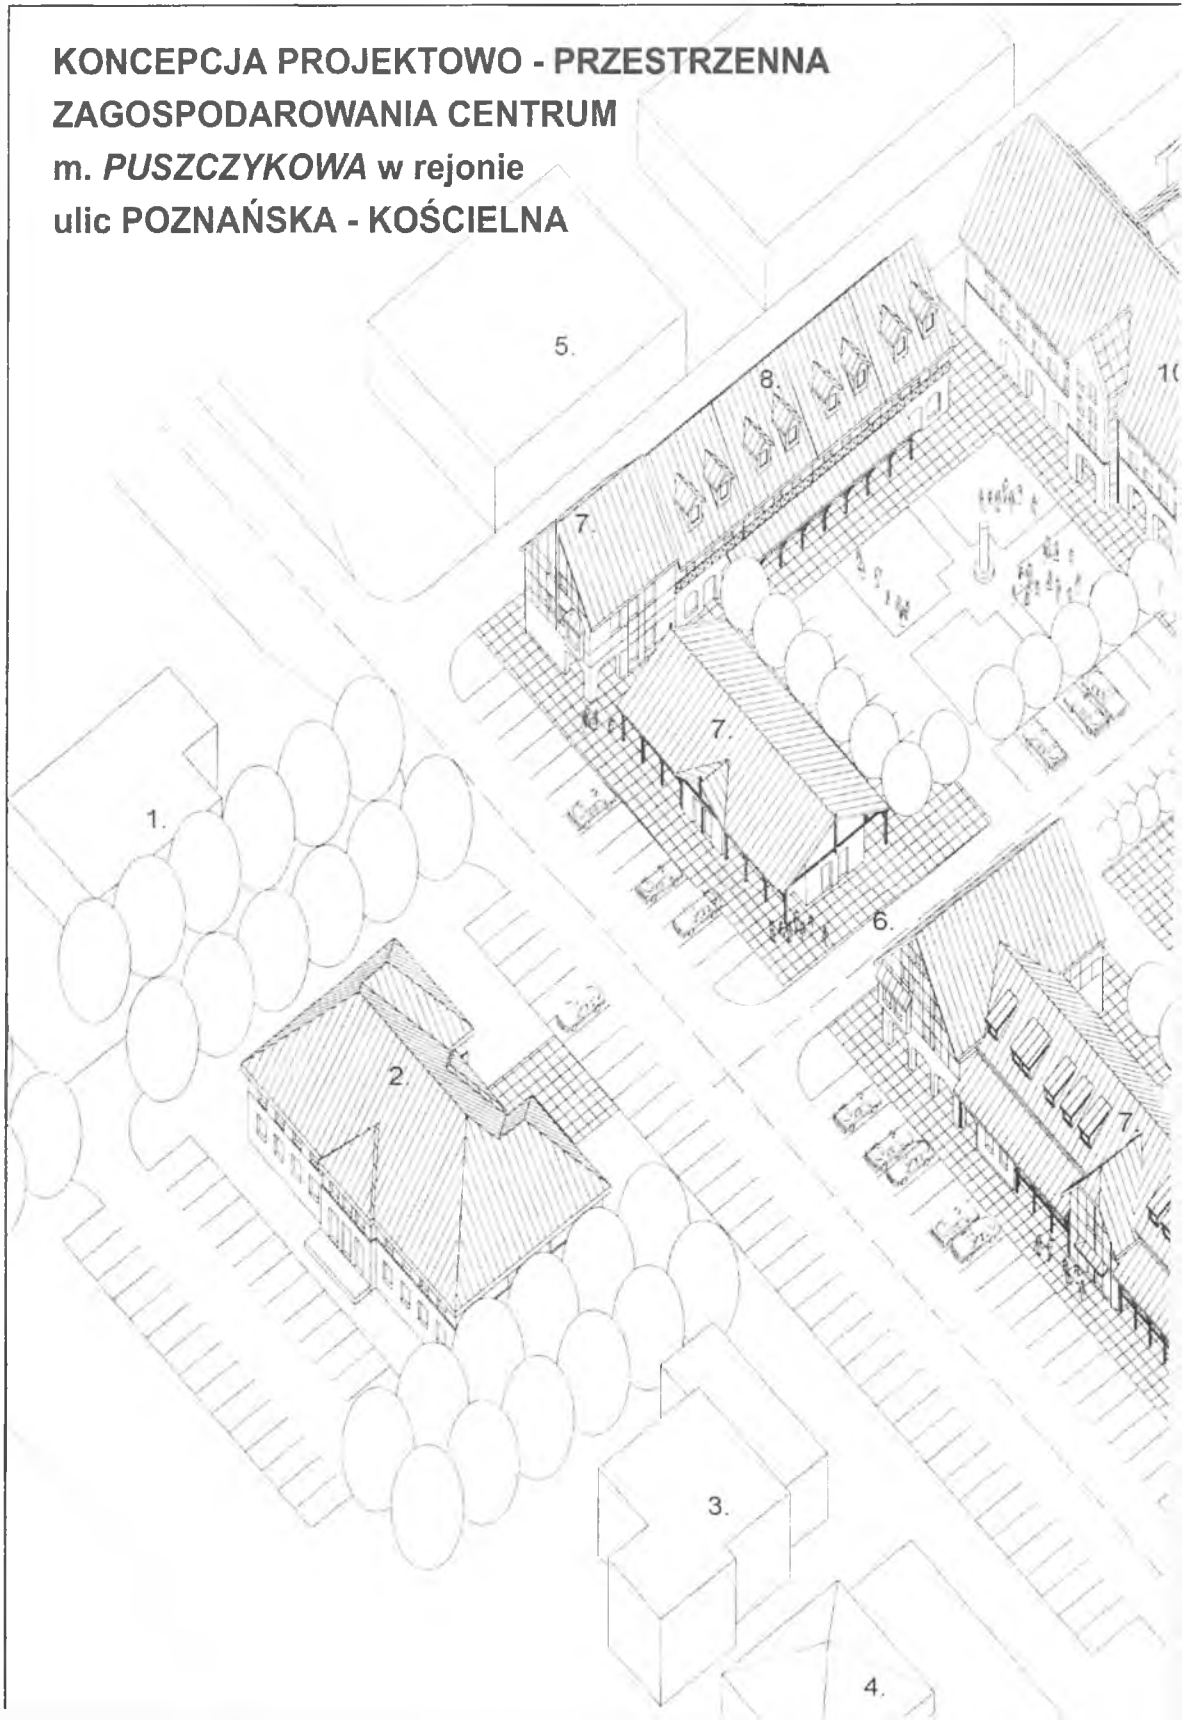 KONCEPCJA PROJEKTOWO - PRZESTRZENNA
ZAGOSPODAROWANIA CENTRUM
m. PUSZCZYKOWA w rejonie
ulic POZNAŃSKA - KOŚCIELNA
5.
8.
10
7.
7.
1.
6.
2.
7.
3.
4.